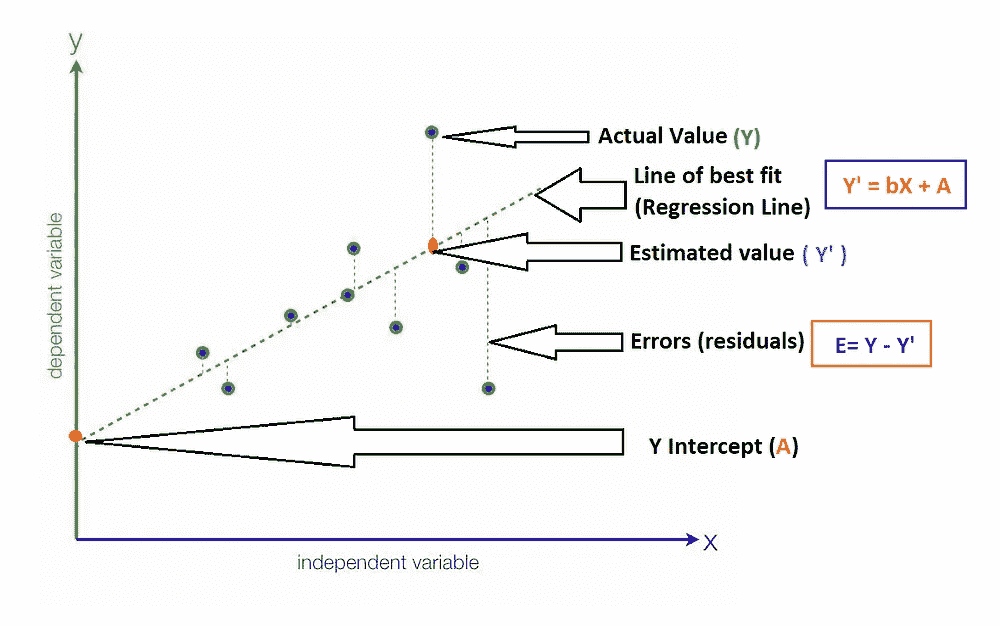 y
Actual Value (Y)
Line of best fit
(Regression Line)
Y' = bX + A
Estimated value ( Y' )
dependent variable
Errors (residuals)
E= Y - Y'
Y Intercept (A)
X
independent variable